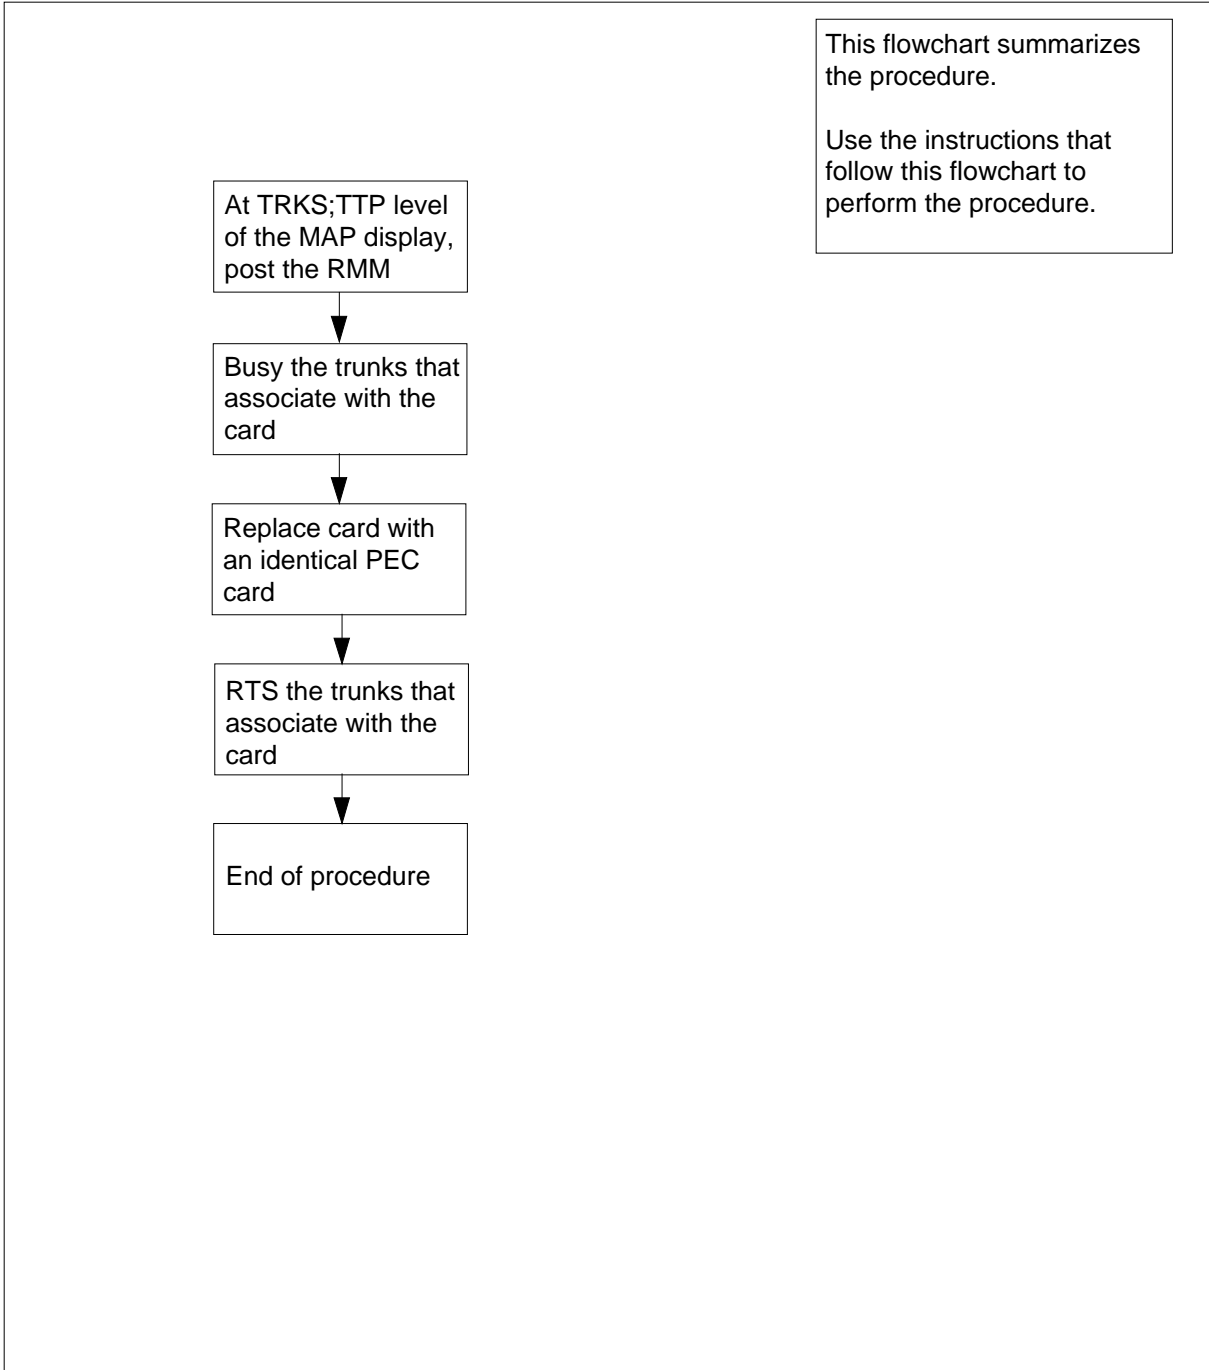 This flowchart summarizes
the procedure.
Use the instructions that
follow this flowchart to
perform the procedure.
At TRKS;TTP level
of the MAP display,
post the RMM
Busy the trunks that
associate with the
card
Replace card with
an identical PEC
card
RTS the trunks that
associate with the
card
End of procedure